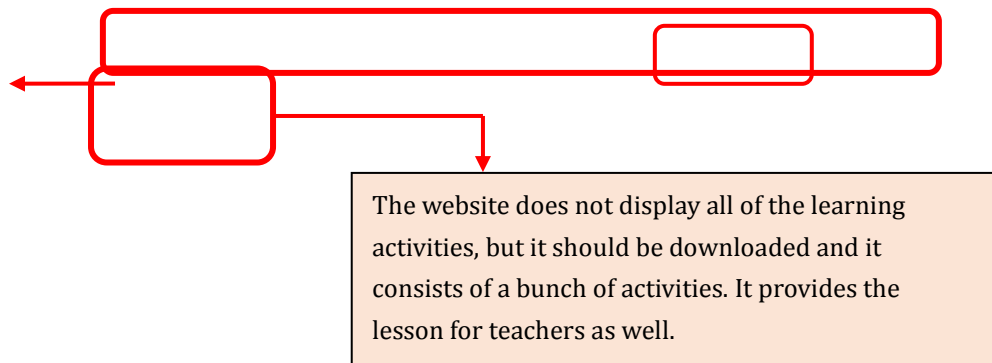 The website does not display all of the learning
activities, but it should be downloaded and it
consists of a bunch of activities. It provides the
lesson for teachers as well.